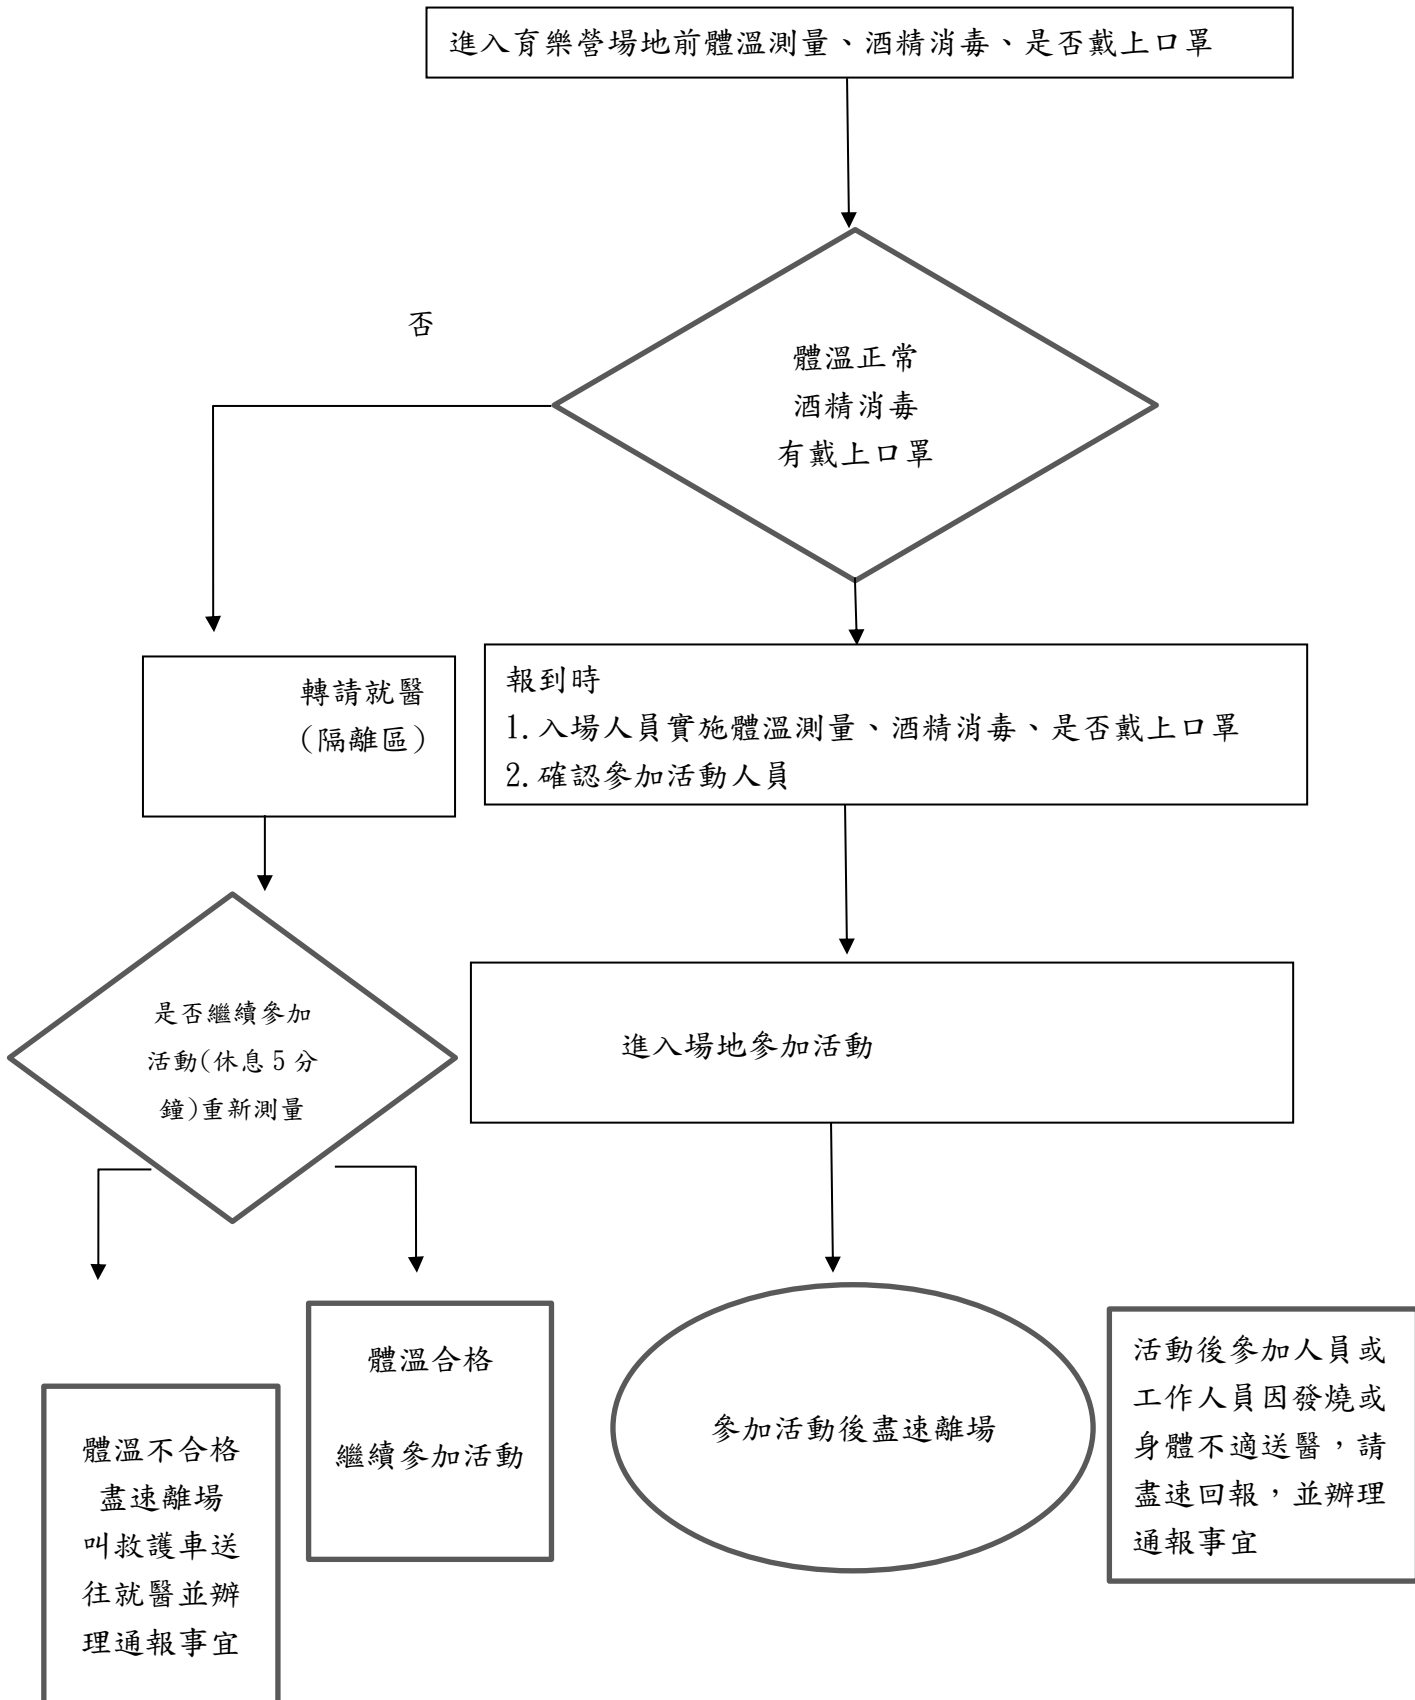 進入育樂營場地前體溫測量、酒精消毒、是否戴上口罩
否
體溫正常
酒精消毒
有戴上口罩
轉請就醫
(隔離區)
報到時
1.入場人員實施體溫測量、酒精消毒、是否戴上口罩
2.確認參加活動人員
是否繼續參加
活動(休息5分
鐘)重新測量
進入場地參加活動
體溫不合格
盡速離場
叫救護車送
往就醫並辦
理通報事宜
體溫合格
繼續參加活動
參加活動後盡速離場
活動後參加人員或
工作人員因發燒或
身體不適送醫，請
盡速回報，並辦理
通報事宜